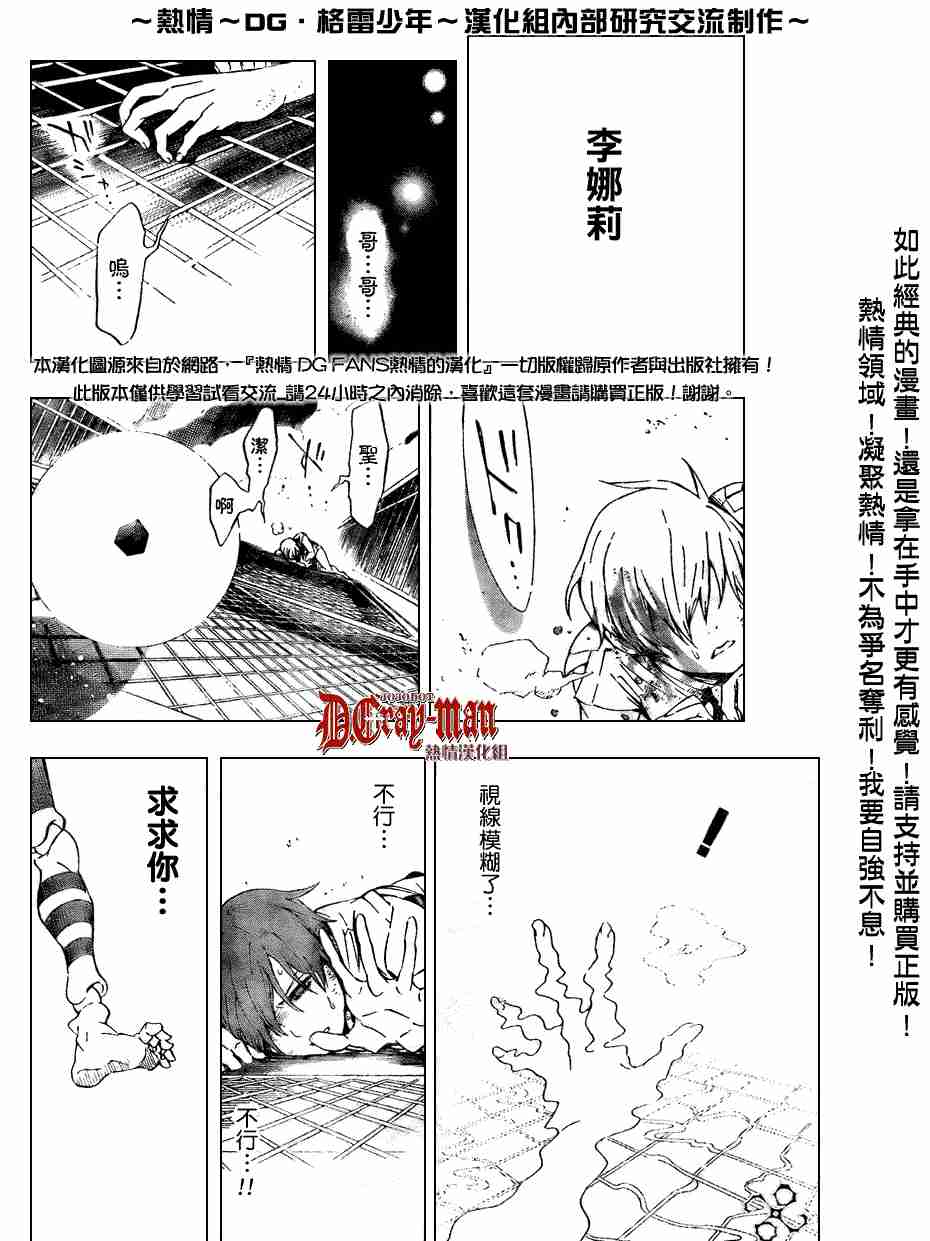 ~熱情~DG·格雷少年~漢化組內部研究交流制作~
李娜莉
哥…哥…
嗚…
本漢化圖源來自於網路,『熱情 DG FANS熱情的漢化』一切版權歸原作者與出版社擁有!
此版本僅供學習試看交流 請24小時之內消除,喜歡這套漫畫請購買正版!謝謝。
聖…
潔…
啊
D.Gray-man
熱情漢化組
視線模糊了…
!
不行…
不行…!!
求求你…
如此經典的漫畫!還是拿在手中才更有感覺!請支持並購買正版!
熱情領域!凝聚熱情!不為爭名奪利!我要自強不息!